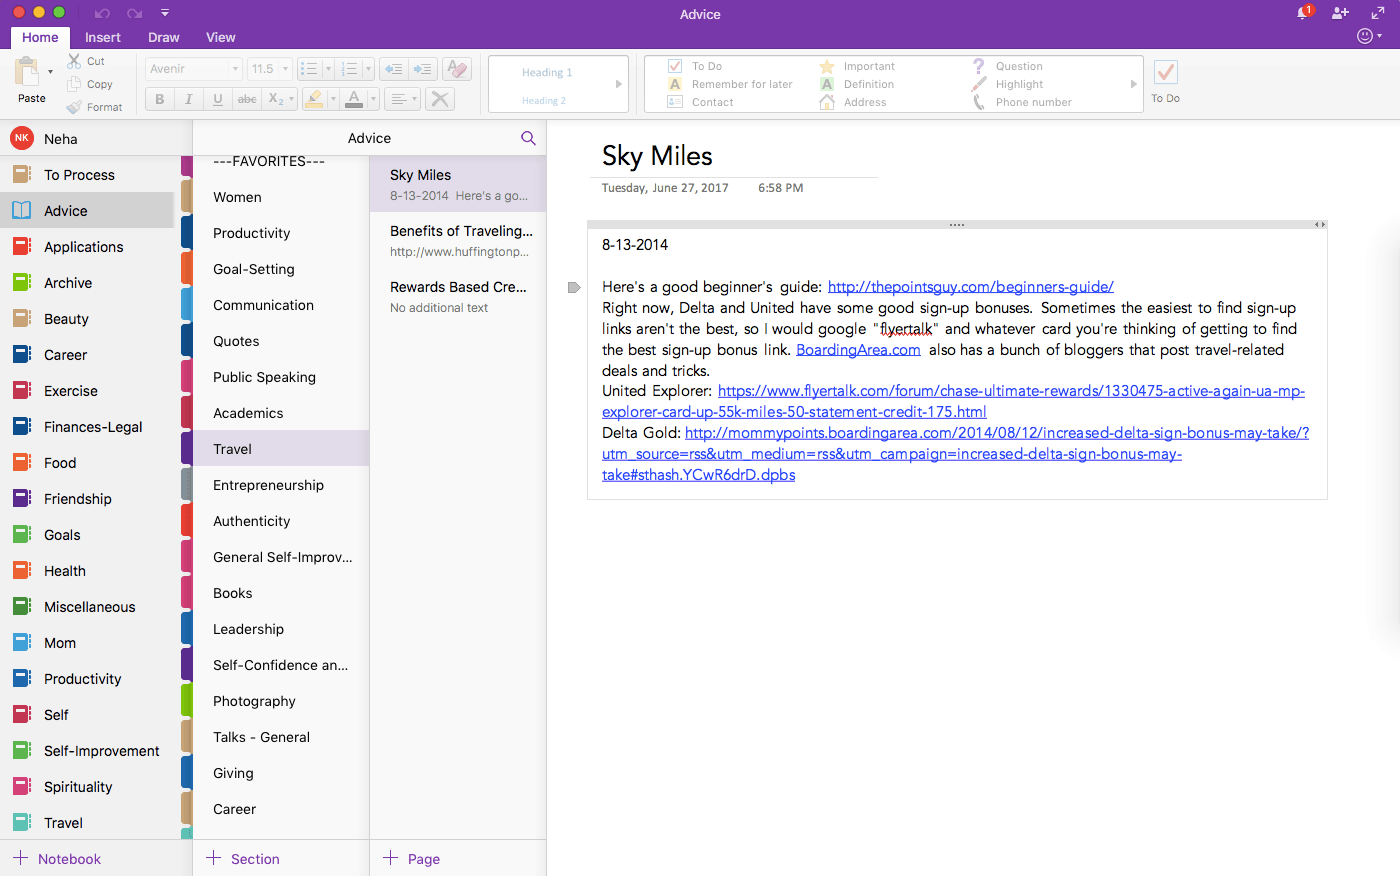 Advice
1
Home
Insert
Draw
View
Paste
Cut
Copy
Format
Avenir
11.5
B I U abc X2
A
Heading 1
Heading 2
To Do
Remember for later
Contact
Important
Definition
Address
Question
Highlight
Phone number
To Do
NK
Neha
To Process
Advice
Applications
Archive
Beauty
Career
Exercise
Finances-Legal
Food
Friendship
Goals
Health
Miscellaneous
Mom
Productivity
Self
Self-Improvement
Spirituality
Travel
+ Notebook
Advice
---FAVORITES---
Women
Productivity
Goal-Setting
Communication
Quotes
Public Speaking
Academics
Travel
Entrepreneurship
Authenticity
General Self-Improv...
Books
Leadership
Self-Confidence an...
Photography
Talks - General
Giving
Career
+ Section
Sky Miles
8-13-2014 Here's a go...
Benefits of Traveling...
http://www.huffingtonp...
Rewards Based Cre...
No additional text
+ Page
Sky Miles
Tuesday, June 27, 2017 6:58 PM
8-13-2014
Here's a good beginner's guide: http://thepointsguy.com/beginners-guide/
Right now, Delta and United have some good sign-up bonuses. Sometimes the easiest to find sign-up
links aren't the best, so I would google "flyertalk" and whatever card you're thinking of getting to find
the best sign-up bonus link. BoardingArea.com also has a bunch of bloggers that post travel-related
deals and tricks.
United Explorer: https://www.flyertalk.com/forum/chase-ultimate-rewards/1330475-active-again-ua-mp-
explorer-card-up-55k-miles-50-statement-credit-175.html
Delta Gold: http://mommypoints.boardingarea.com/2014/08/12/increased-delta-sign-bonus-may-take/?
utm_source=rss&utm_medium=rss&utm_campaign=increased-delta-sign-bonus-may-
take#sthash.YCwR6drD.dpbs